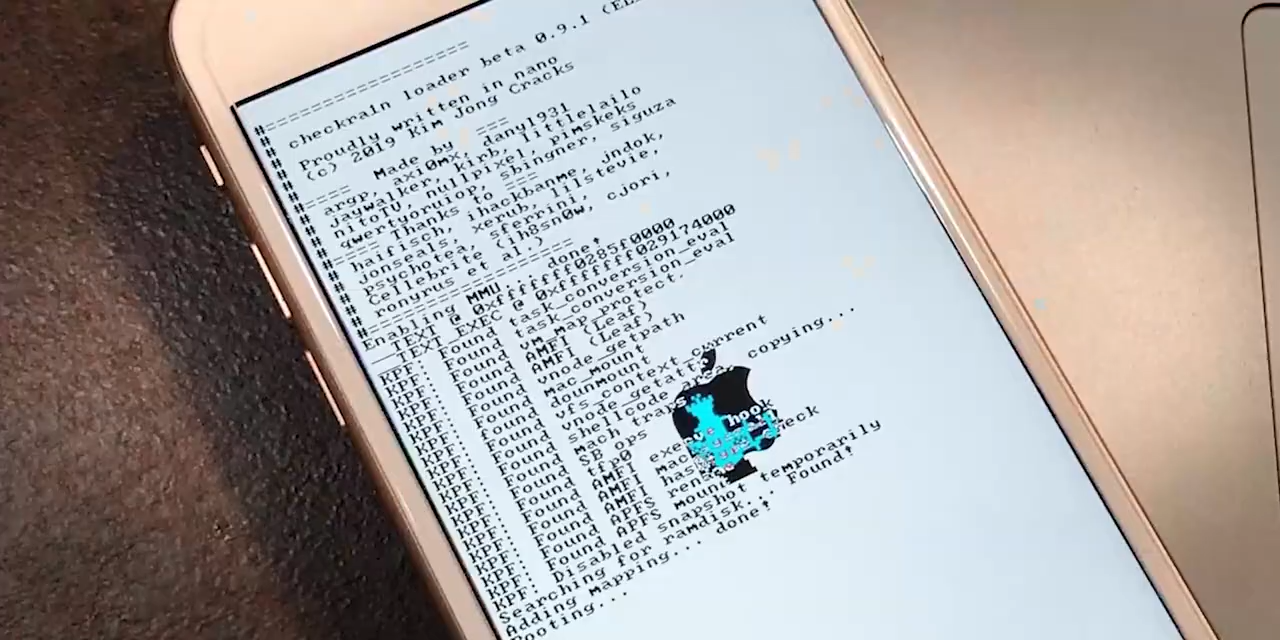 #=========================
#
# checkra1n loader beta 0.9.1
#
# Proudly written in nano
# (c) 2019 Kim Jong Cracks
#
#==== Made by ===
# argp, axi0mx, danyl931
# jaywalker, kirb, littlelailo
# nitoTV, nullpixel, pimskeks
# qwertyoruiop, sbingner, siguza
#=== Thanks to ===
# haifisch, ihackbanme, jndok,
# jonseals, xerub, lilstevie,
# psychotea, sferrini,
# Cellebrite (ih8sn0w, cjori,
# ronyrus et al.)
#=========================
Enabling MMU... done!
__TEXT @ 0xfffffff0285f0000
__TEXT_EXEC @ 0xfffffff029174000
KPF: Found task_conversion_eval
KPF: Found task_conversion_eval
KPF: Found vm_map_protect.
KPF: Found AMFI (Leaf)
KPF: Found AMFI (Leaf)
KPF: Found vnode_getpath
KPF: Found mac_mount
KPF: Found dounmount
KPF: Found vfs_context_current
KPF: Found vnode_getattr
KPF: Found shellcode area, copying...
KPF: Found mach traps
KPF: Found SB ops
KPF: Found tfp0
KPF: Found AMFI execve hook
KPF: Found AMFI
KPF: Found APFS
KPF: Found APFS mount
KPF: Disabled snapshot temporarily
Searching for ramdisk... Found!
Adding mapping... done!
Booting...